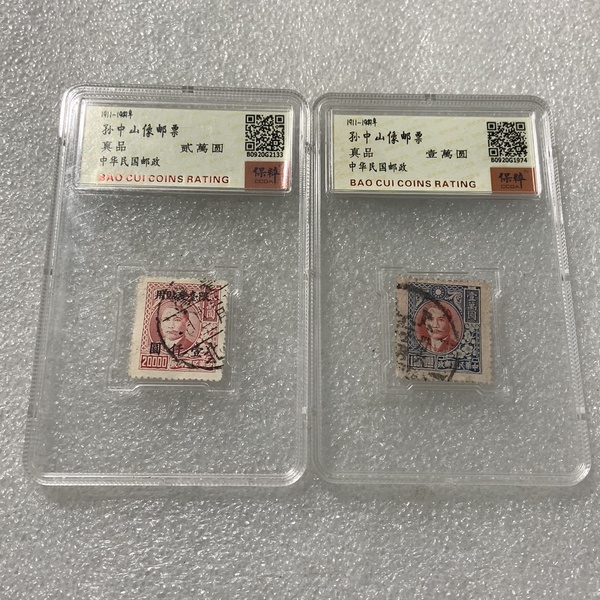 1911-1949年
孙中山像邮票
真品 贰萬圆
中华民国邮政
B0920G2133
BAO CUI COINS RATING
保粹
CCGA
1911-1949年
孙中山像邮票
真品 壹萬圆
中华民国邮政
B0920G1974
BAO CUI COINS RATING
保粹
CCGA
20000